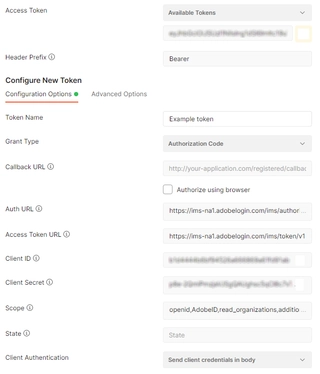 Access Token
Available Tokens
Header Prefix
Bearer
Configure New Token
Configuration Options
Advanced Options
Token Name
Example token
Grant Type
Authorization Code
Callback URL
http://your-application.com/registered/callbac
Authorize using browser
Auth URL
https://ims-na1.adobelogin.com/ims/author...
Access Token URL
https://ims-na1.adobelogin.com/ims/token/v1
Client ID
Client Secret
Scope
openid,AdobeID,read_organizations,additio...
State
State
Client Authentication
Send client credentials in body